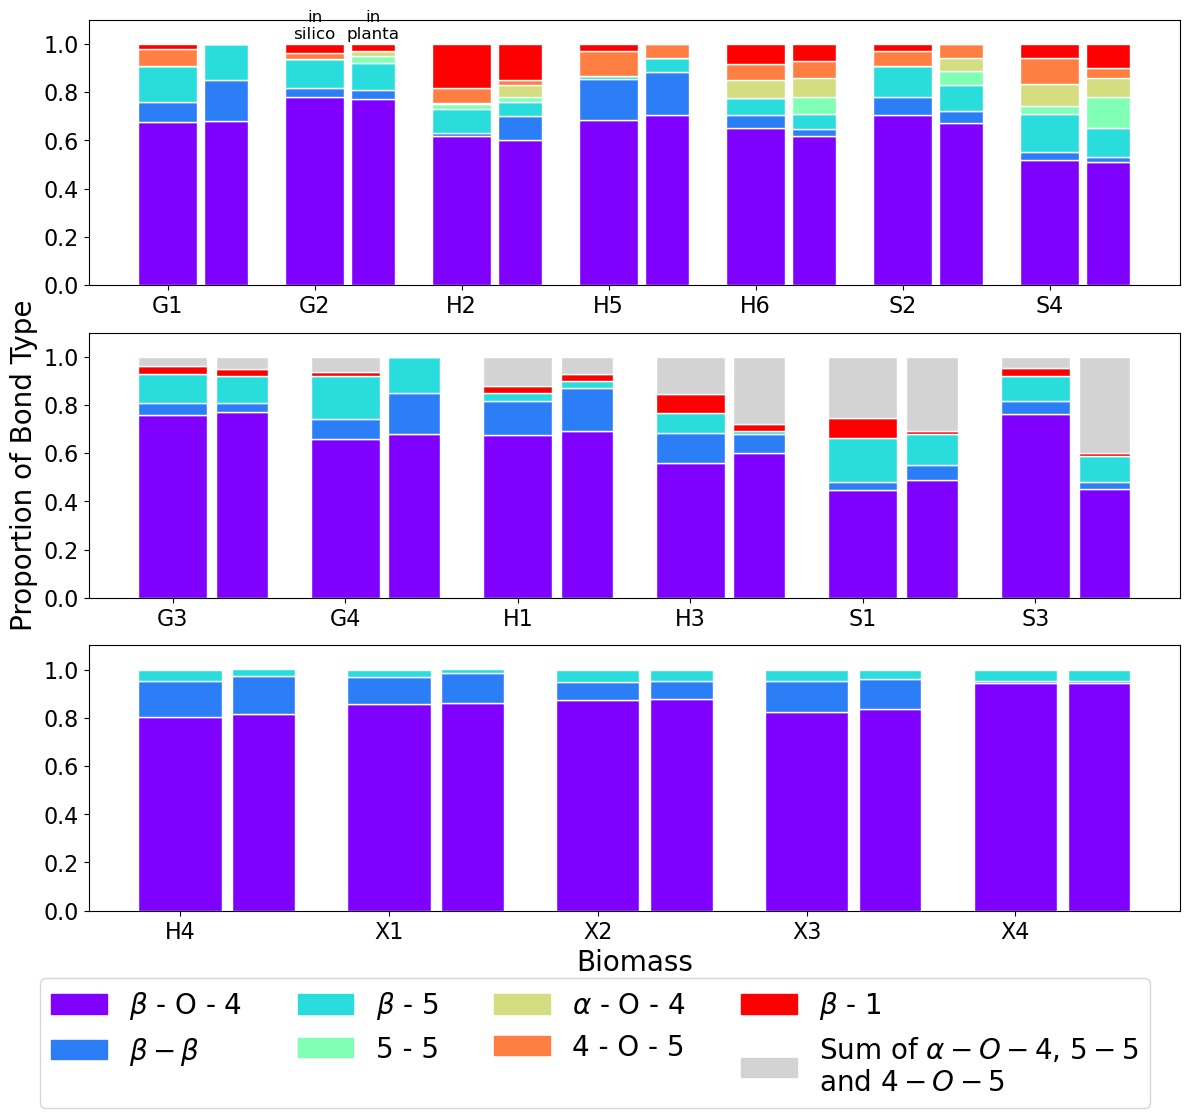 in in
silico planta
1.0
0.8
0.6
0.4
0.2
0.0
G1 G2 H2 H5 H6 S2 S4
Proportion of Bond Type
1.0
0.8
0.6
0.4
0.2
0.0
G3 G4 H1 H3 S1 S3
1.0
0.8
0.6
0.4
0.2
0.0
H4 X1 X2 X3 X4
Biomass
β - O - 4
β − β
β - 5
5 - 5
α - O - 4
4 - O - 5
β - 1
Sum of α − O − 4, 5 − 5
and 4 − O − 5